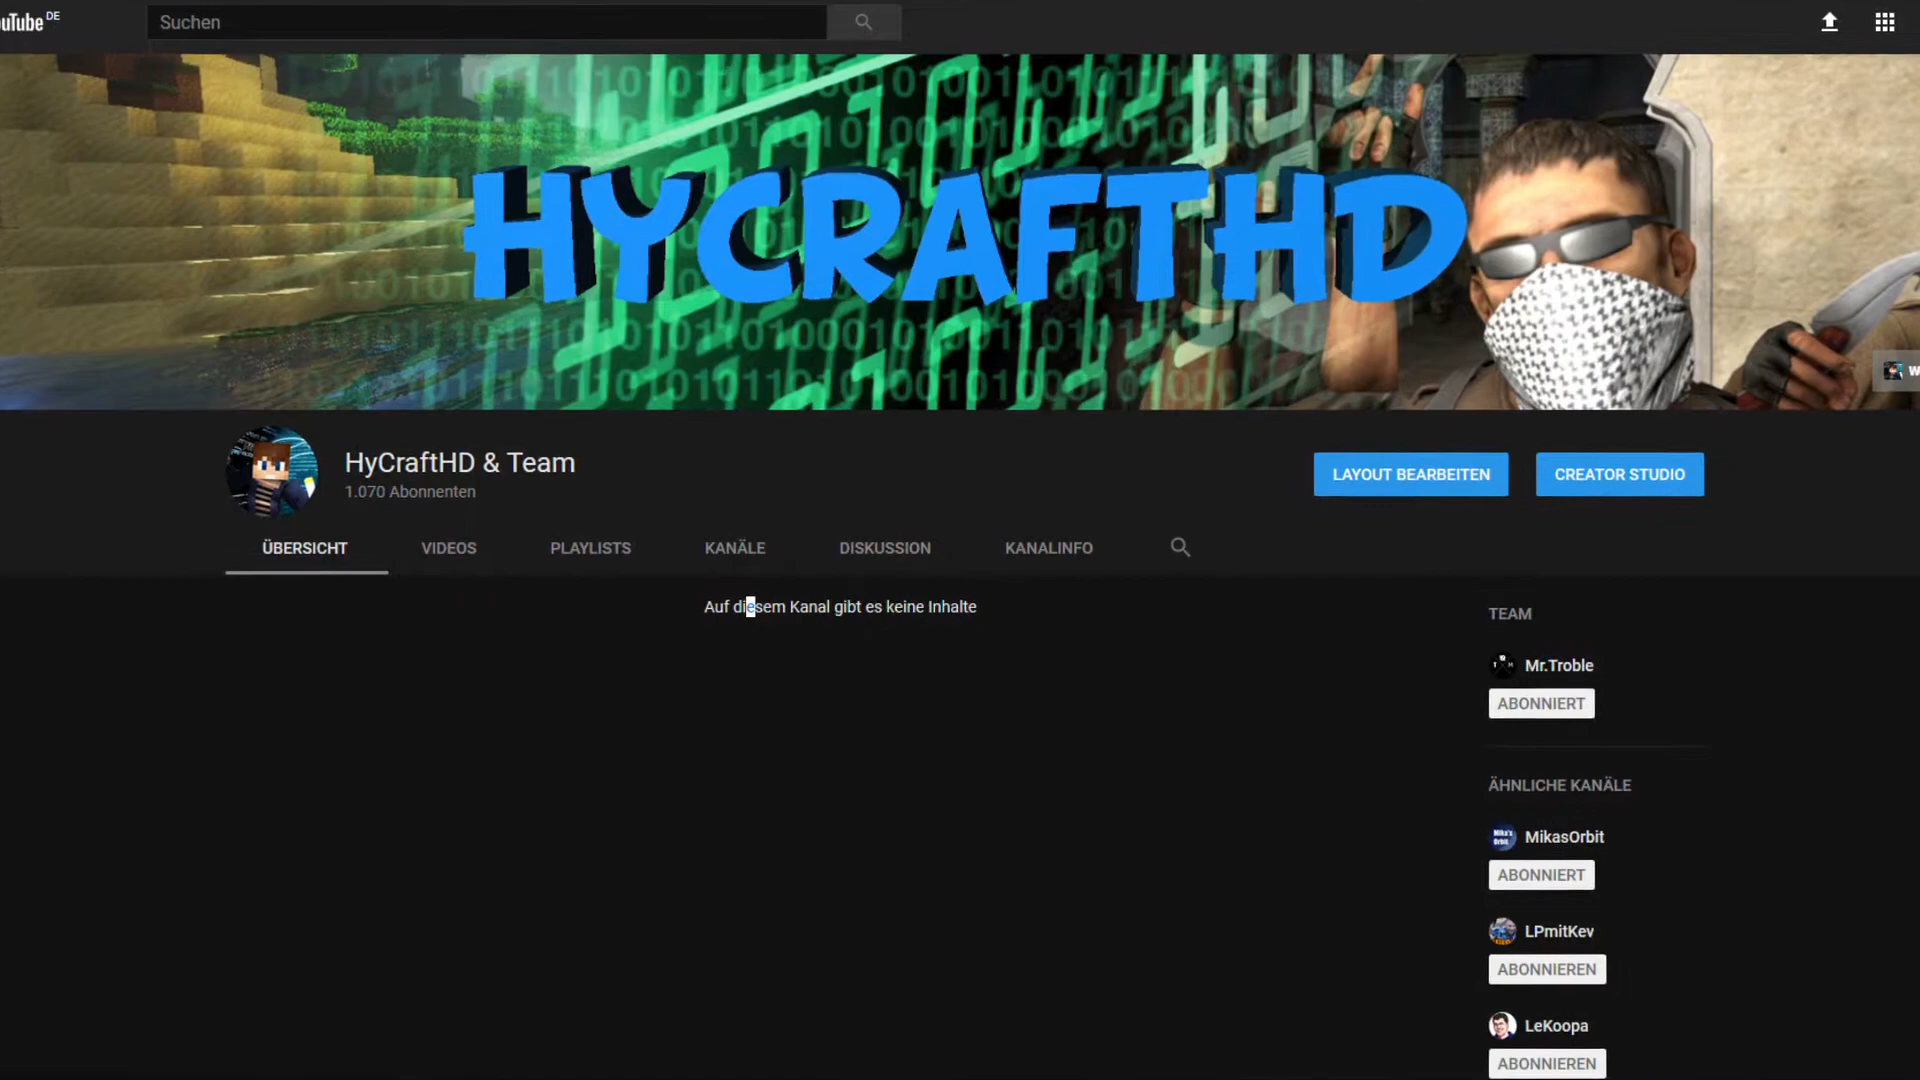 ouTube DE
Suchen
HYCRAFTHD
HyCraftHD & Team
1.070 Abonnenten
LAYOUT BEARBEITEN
CREATOR STUDIO
ÜBERSICHT
VIDEOS
PLAYLISTS
KANÄLE
DISKUSSION
KANALINFO
Auf diesem Kanal gibt es keine Inhalte
TEAM
Mr.Troble
ABONNIERT
ÄHNLICHE KANÄLE
MikasOrbit
ABONNIERT
LPmitKev
ABONNIEREN
LeKoopa
ABONNIEREN